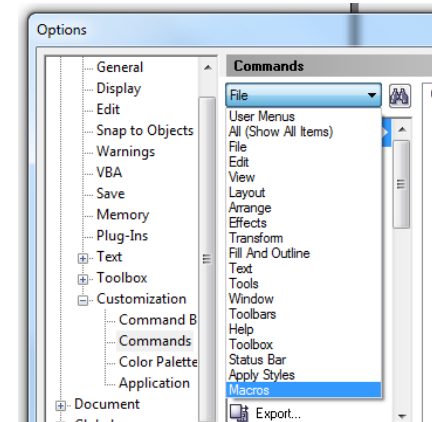 Options
General
Display
Edit
Snap to Objects
Warnings
VBA
Save
Memory
Plug-Ins
Text
Toolbox
Customization
Command B
Commands
Color Palette
Application
Document
Commands
File
User Menus
All (Show All Items)
File
Edit
View
Layout
Arrange
Effects
Transform
Fill And Outline
Text
Tools
Window
Toolbars
Help
Toolbox
Status Bar
Apply Styles
Macros
Export...